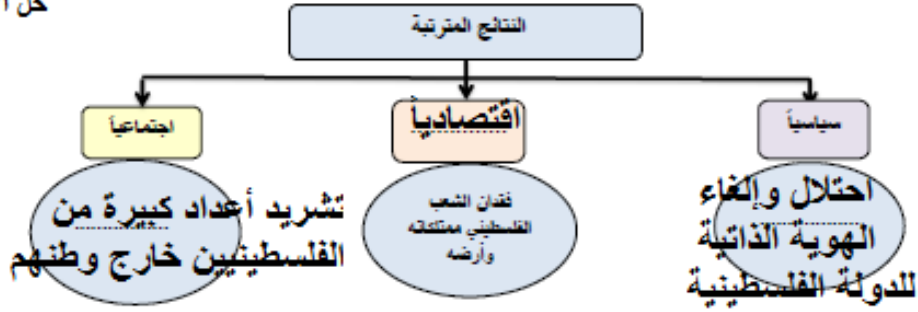 النتائج المترتبة
سياسياً
اقتصادياً
اجتماعياً
احتلال وإلغاء
الهوية الذاتية
للدولة الفلسطينية
فقدان الشعب
الفلسطيني ممتلكاته
وأرضه
تشريد أعداد كبيرة من
الفلسطينيين خارج وطنهم